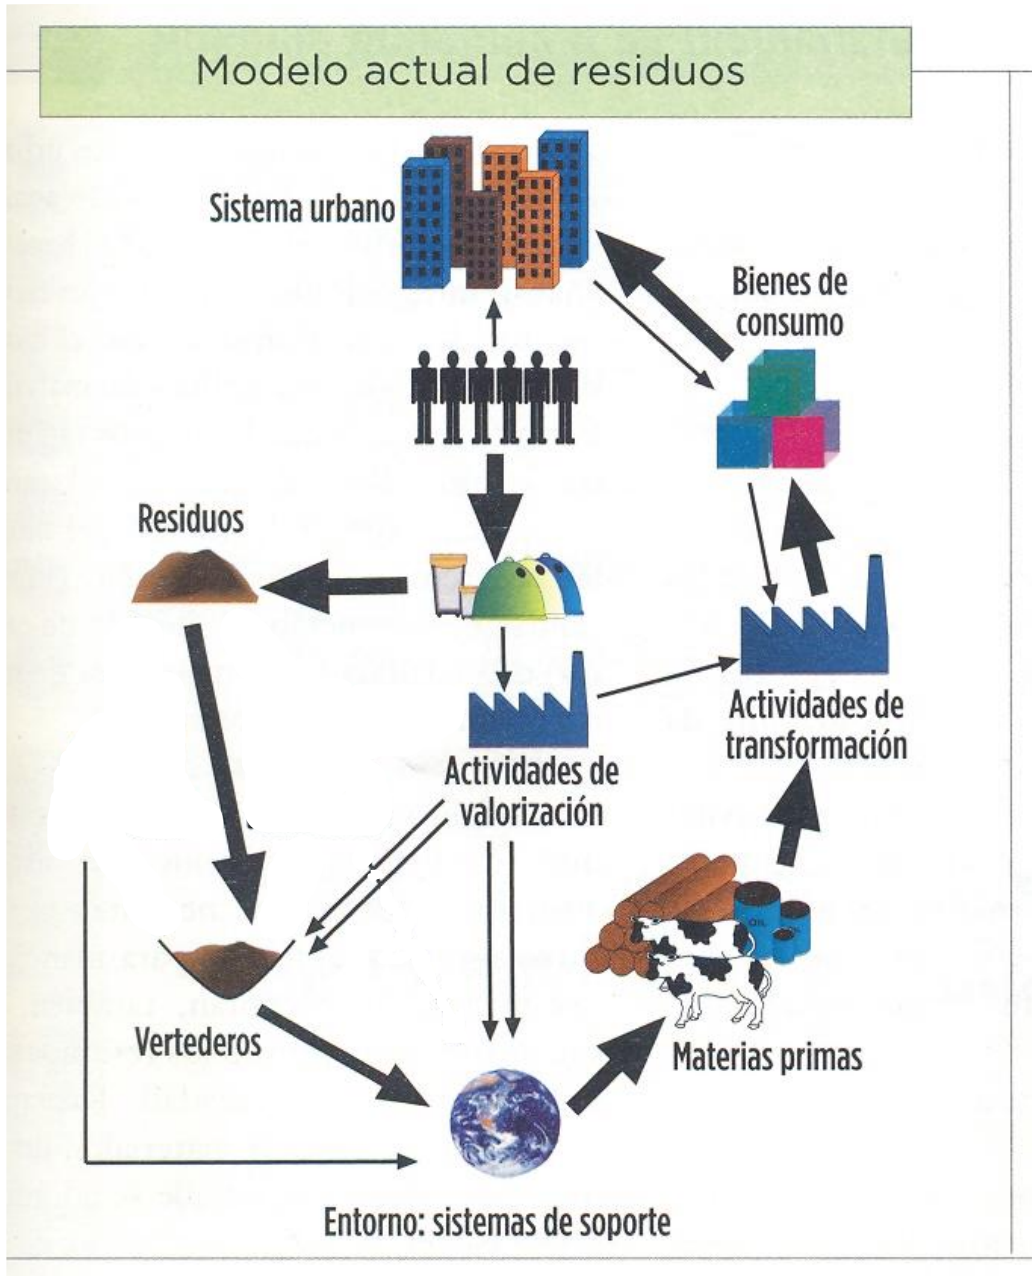 Modelo actual de residuos
Sistema urbano
Bienes de
consumo
Residuos
Actividades de
transformación
Actividades de
valorización
OIL
Vertederos
Materias primas
Entorno: sistemas de soporte